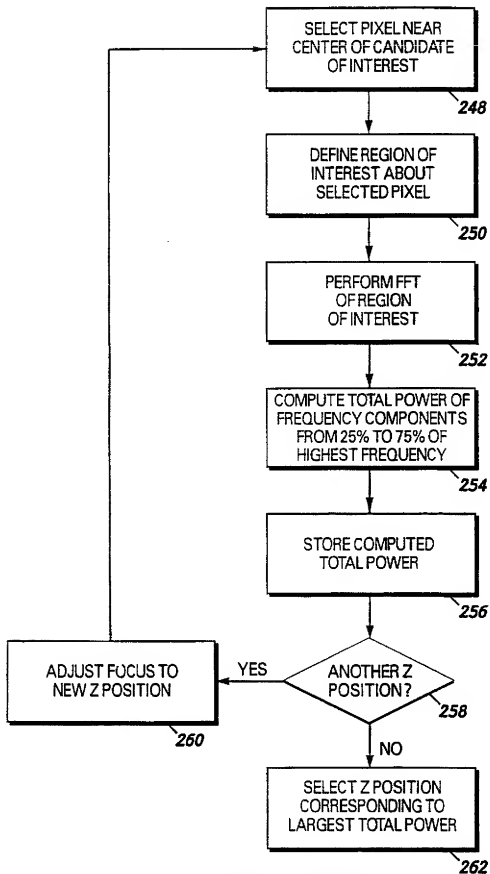 SELECT PIXEL NEAR
CENTER OF CANDIDATE
OF INTEREST
248
DEFINE REGION OF
INTEREST ABOUT
SELECTED PIXEL
250
PERFORM FFT
OF REGION
OF INTEREST
252
COMPUTE TOTAL POWER OF
FREQUENCY COMPONENTS
FROM 25% TO 75% OF
HIGHEST FREQUENCY
254
STORE COMPUTED
TOTAL POWER
256
ANOTHER Z
POSITION?
258
YES
ADJUST FOCUS TO
NEW Z POSITION
260
NO
SELECT Z POSITION
CORRESPONDING TO
LARGEST TOTAL POWER
262